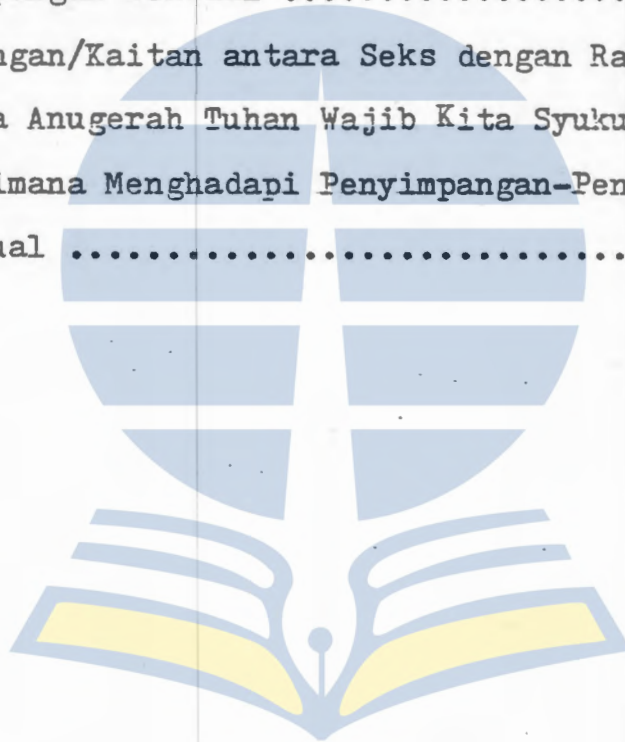 ngan/Kaitan antara Seks dengan Ra
Anugerah Tuhan Wajib Kita Syuku
imana Menghadapi Penyimpangan-Pen
ual ...................................